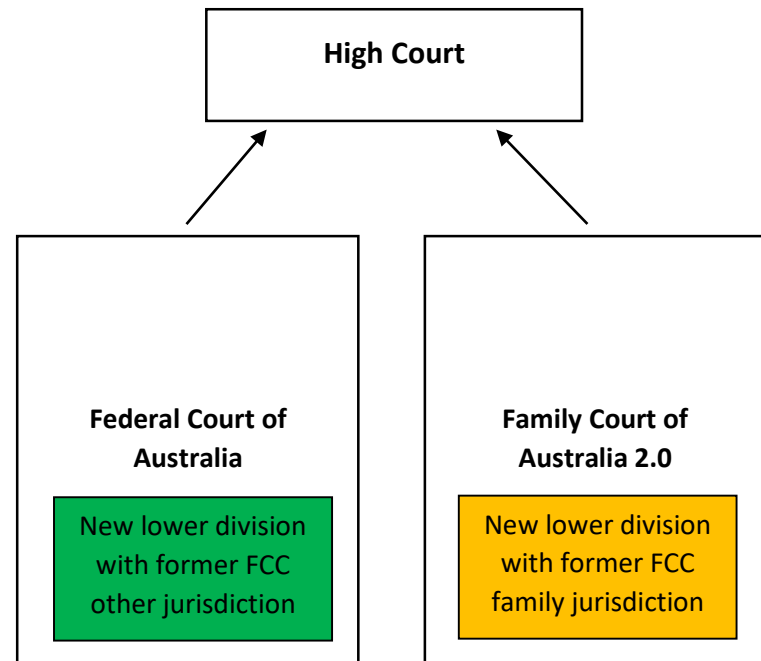 High Court
Federal Court of
Australia
New lower division
with former FCC
other jurisdiction
Family Court of
Australia 2.0
New lower division
with former FCC
family jurisdiction